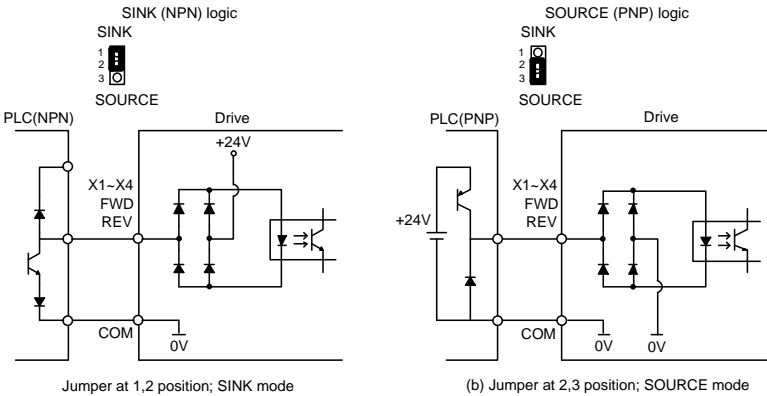 SINK (NPN) logic
SINK
1
2
3
SOURCE
PLC(NPN)
Drive
+24V
X1~X4
FWD
REV
COM
0V
Jumper at 1,2 position; SINK mode
SOURCE (PNP) logic
SINK
1
2
3
SOURCE
PLC(PNP)
Drive
X1~X4
FWD
REV
+24V
COM
0V
0V
(b) Jumper at 2,3 position; SOURCE mode